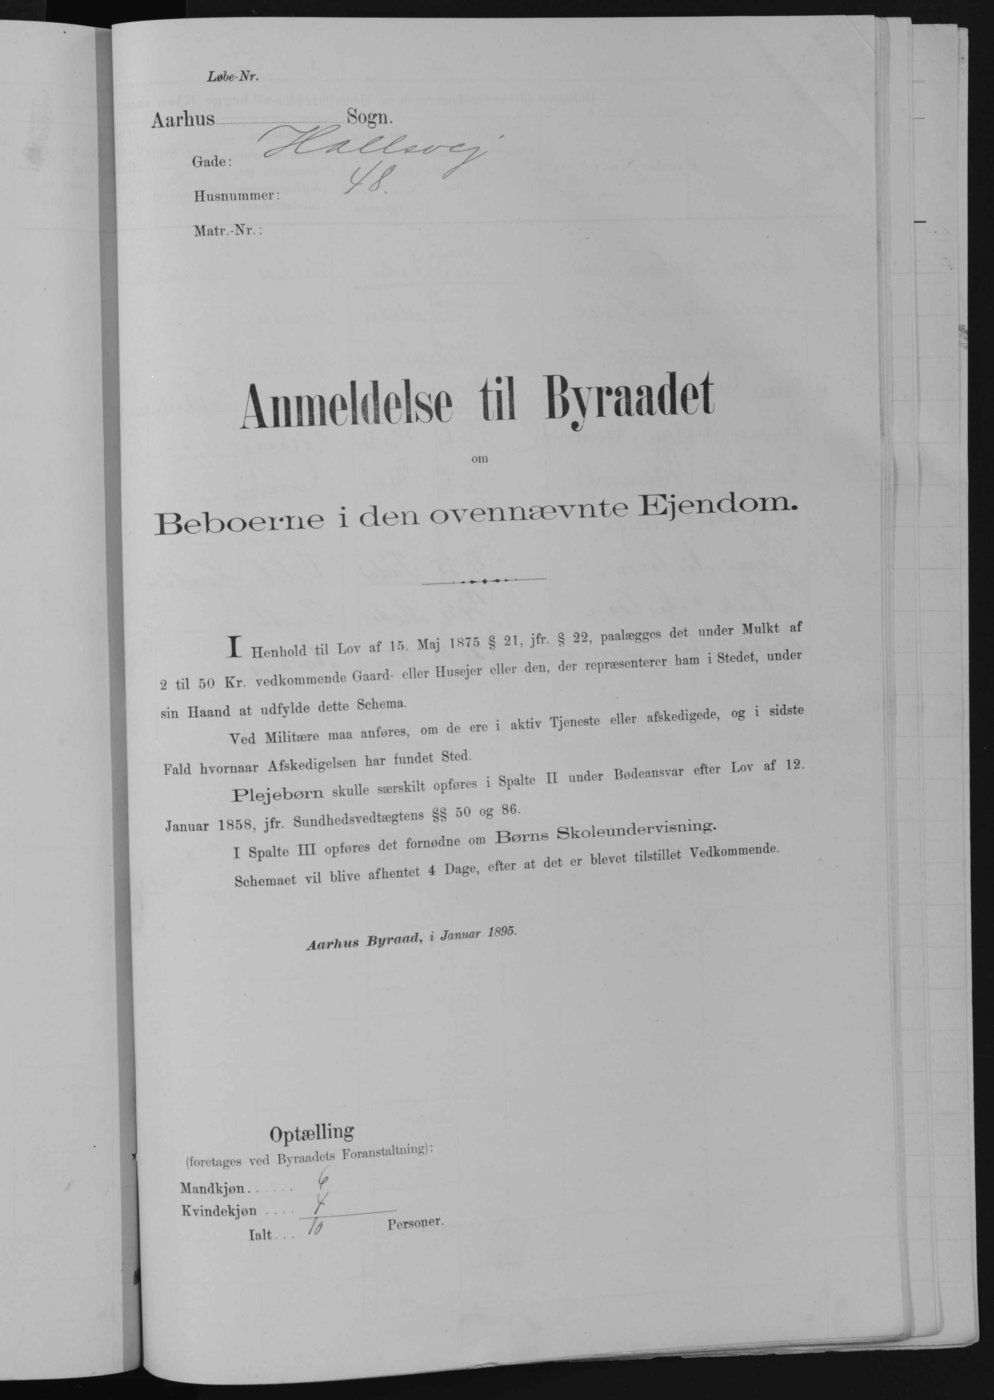 Løbe-Nr.
Aarhus Sogn.
Gade: Hallsvej
Husnummer: 48.
Matr.-Nr.:
Anmeldelse til Byraadet
om
Beboerne i den ovennævnte Ejendom.
I Henhold til Lov af 15. Maj 1875 § 21, jfr. § 22, paalægges det under Mulkt af
2 til 50 Kr. vedkommende Gaard- eller Husejer eller den, der repræsenterer ham i Stedet, under
sin Haand at udfylde dette Schema.
Ved Militære maa anføres, om de ere i aktiv Tjeneste eller afskedigede, og i sidste
Fald hvornaar Afskedigelsen har fundet Sted.
Plejebørn skulle særskilt opføres i Spalte II under Bødeansvar efter Lov af 12.
Januar 1858, jfr. Sundhedsvedtægtens §§ 50 og 86.
I Spalte III opføres det fornødne om Børns Skoleundervisning.
Schemaet vil blive afhentet 4 Dage, efter at det er blevet tilstillet Vedkommende.
Aarhus Byraad, i Januar 1895.
Optælling
(foretages ved Byraadets Foranstaltning):
Mandkjøn...... 6
Kvindekjøn .... 4
Ialt... 10 Personer.